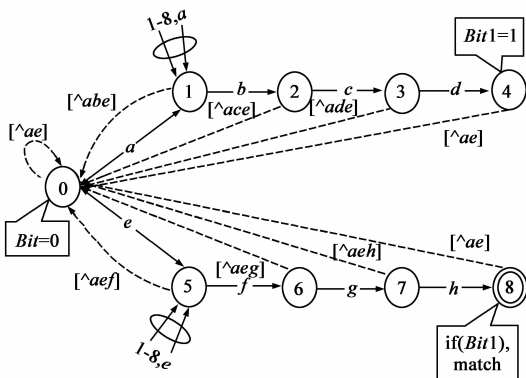 1-8,a
Bit1=1
1 b 2 c 3 d 4
[^abe] [^ace] [^ade]
[^ae] a [^ae]
0
Bit=0 e
[^ae]
[^aef] [^aeg] [^aeh]
5 f 6 g 7 h 8
1-8,e
if(Bit1),
match